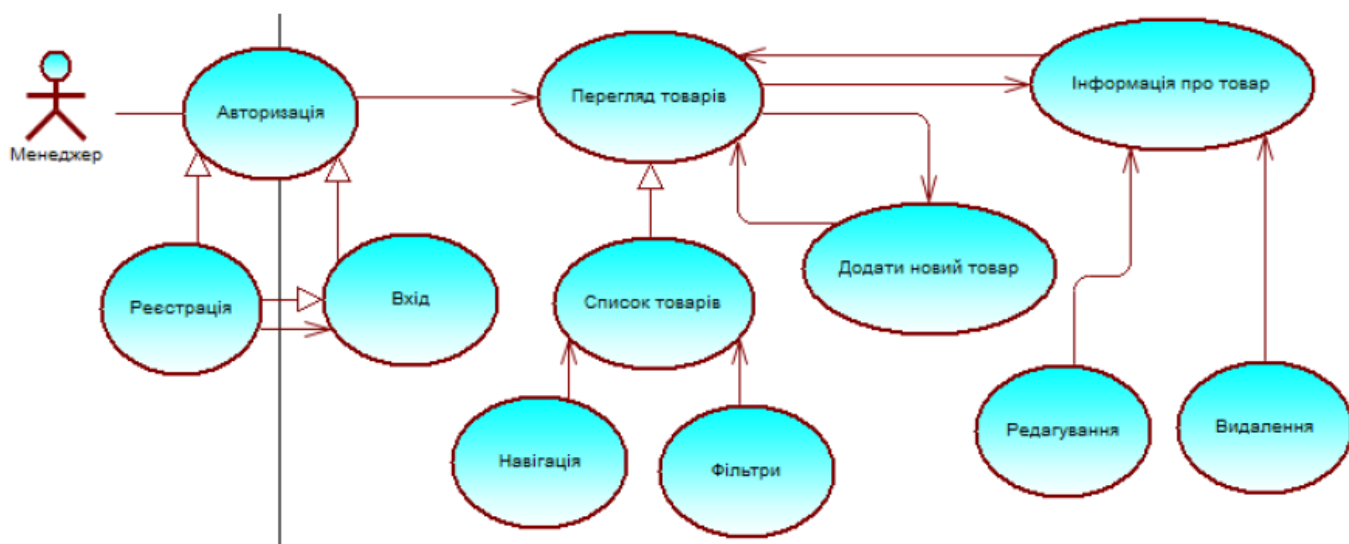 Менеджер
Авторизація
Перегляд товарів
Інформація про товар
Реєстрація
Вхід
Список товарів
Додати новий товар
Навігація
Фільтри
Редагування
Видалення